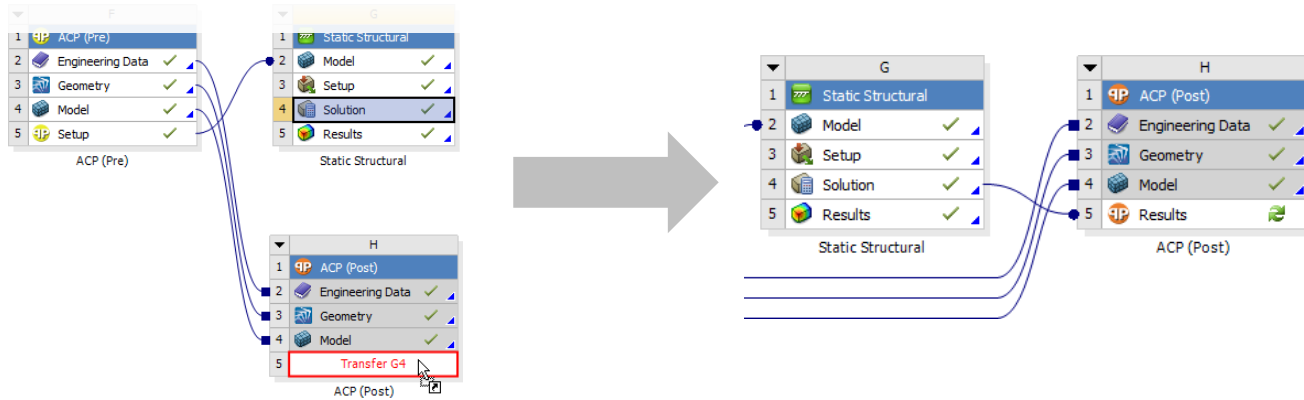 F
1 ACP (Pre)
2 Engineering Data
3 Geometry
4 Model
5 Setup
ACP (Pre)
G
1 Static Structural
2 Model
3 Setup
4 Solution
5 Results
Static Structural
H
1 ACP (Post)
2 Engineering Data
3 Geometry
4 Model
5 Transfer G4
ACP (Post)
G
1 Static Structural
2 Model
3 Setup
4 Solution
5 Results
Static Structural
H
1 ACP (Post)
2 Engineering Data
3 Geometry
4 Model
5 Results
ACP (Post)